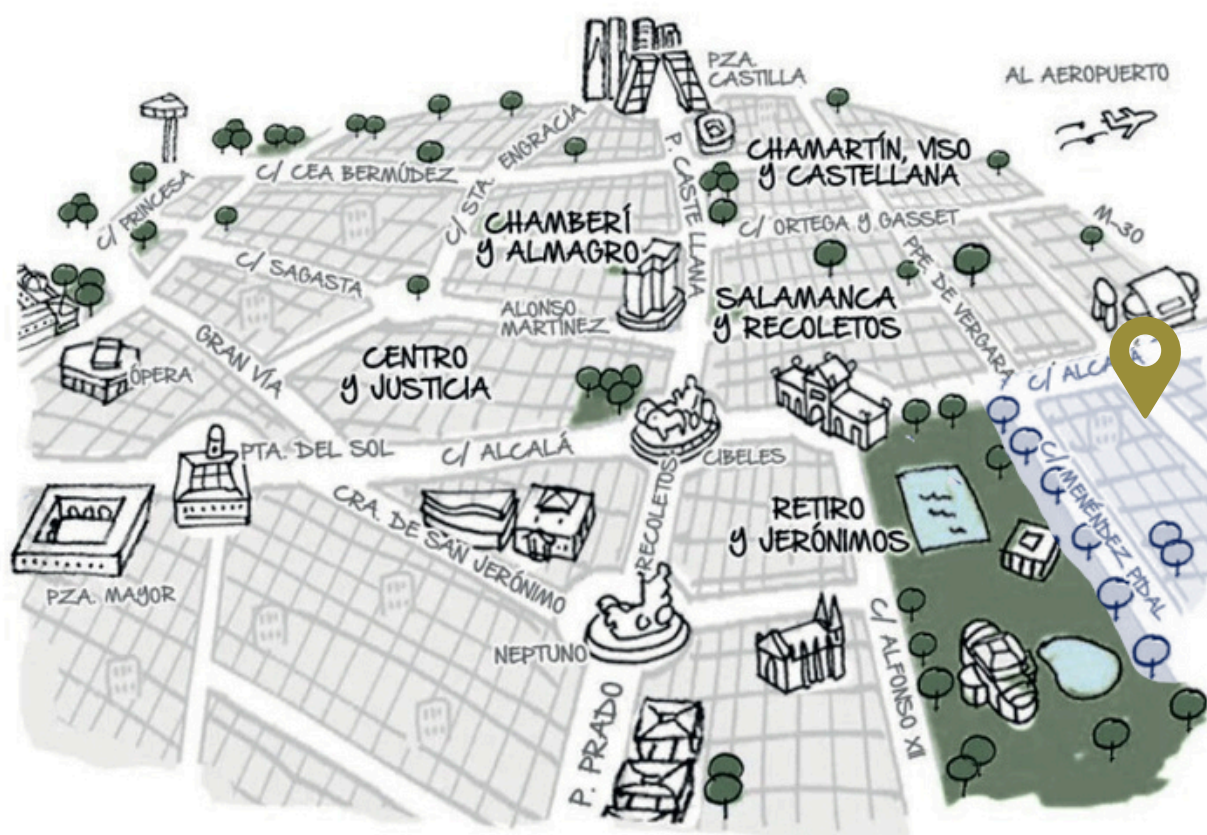 PZA.
CASTILLA
AL AEROPUERTO
C/ STA. ENGRACIA
P. CASTELLANA
CHAMARTÍN, VISO
y CASTELLANA
C/ CEA BERMÚDEZ
C/ PRINCESA
CHAMBERÍ
y ALMAGRO
C/ ORTEGA Y GASSET
M-30
C/ SAGASTA
PPE. DE VERGARA
SALAMANCA
y RECOLETOS
ALONSO
MARTÍNEZ
GRAN VÍA
CENTRO
y JUSTICIA
ÓPERA
C/ ALCA
PTA. DEL SOL
C/ ALCALÁ
CIBELES
C/ MENÉNDEZ PIDAL
CRA. DE SAN JERÓNIMO
RECOLETOS
RETIRO
y JERÓNIMOS
PZA. MAYOR
NEPTUNO
C/ ALFONSO XII
P. PRADO